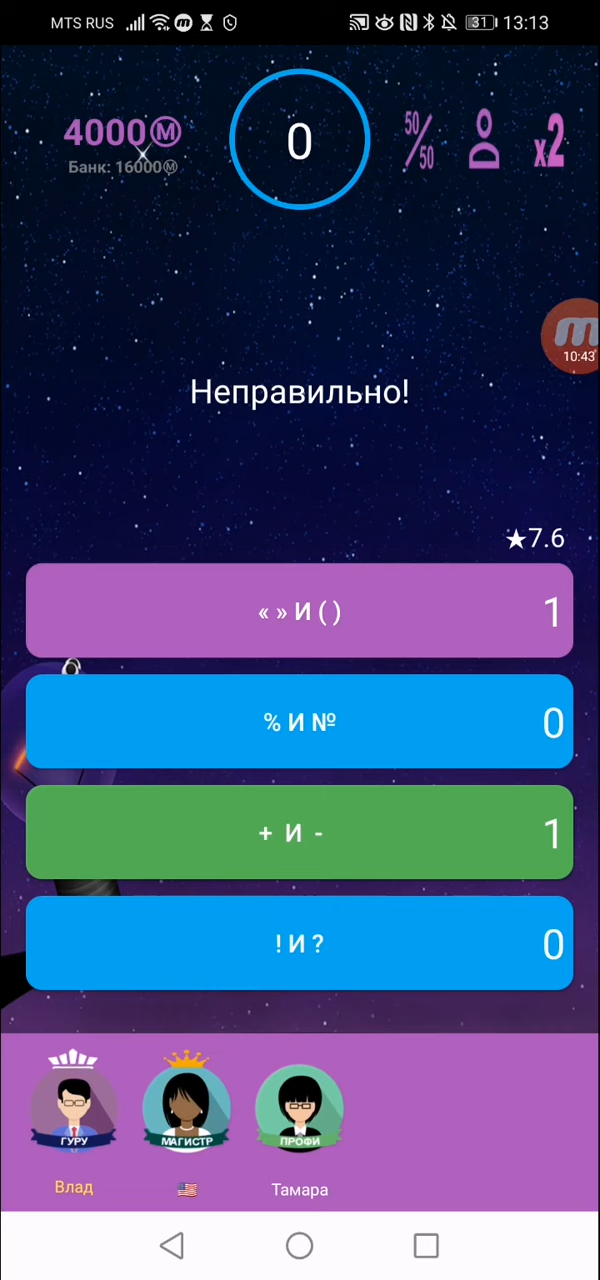 MTS RUS
31
13:13
4000Ⓜ
Банк: 16000Ⓜ
0
50/50
x2
10:43
Неправильно!
★7.6
« » И ( )
1
% И №
0
+ И -
1
! И ?
0
ГУРУ
МАГИСТР
ПРОФИ
Влад
Тамара